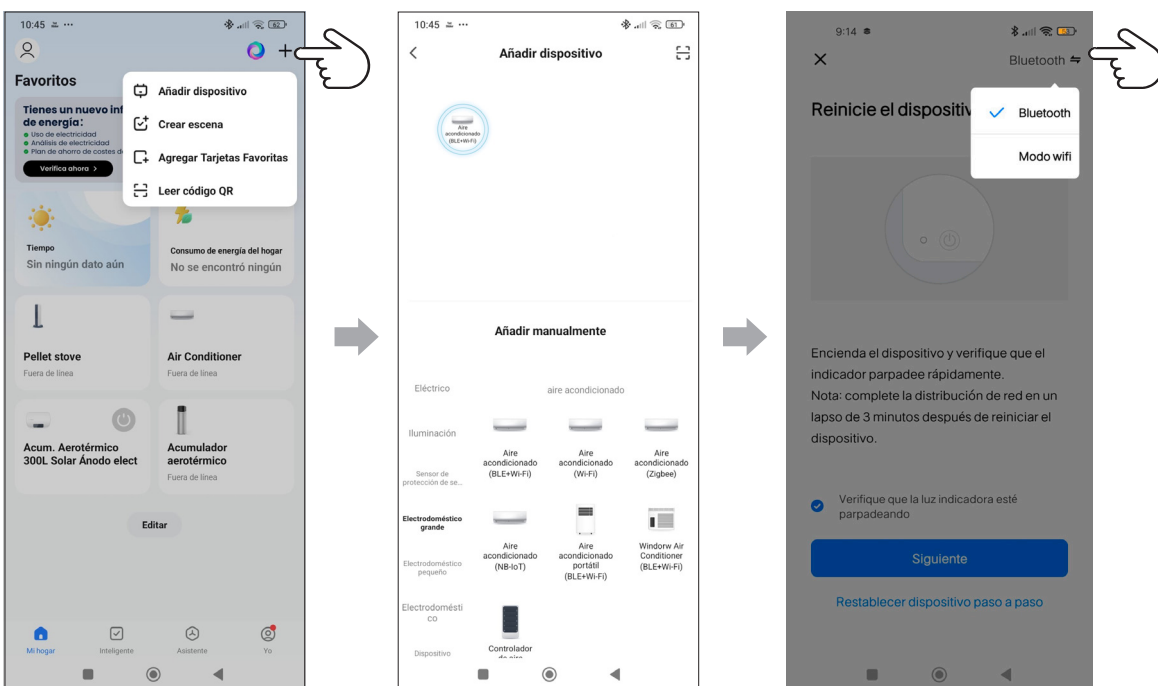 10:45
62
Favoritos
Tienes un nuevo inf
de energía:
Uso de electricidad
Análisis de electricidad
Plan de ahorro de costes d
Verifica ahora >
Añadir dispositivo
Crear escena
Agregar Tarjetas Favoritas
Leer código QR
Tiempo
Sin ningún dato aún
Consumo de energía del hogar
No se encontró ningún
Pellet stove
Fuera de línea
Air Conditioner
Fuera de línea
Acum. Aerotérmico
300L Solar Ánodo elect
Acumulador
aerotérmico
Fuera de línea
Editar
Mi hogar
Inteligente
Asistente
Yo
10:45
61
Añadir dispositivo
Aire
acondicionado
(BLE+Wi-Fi)
Añadir manualmente
Eléctrico
Iluminación
Sensor de
protección de se...
Electrodoméstico
grande
Electrodoméstico
pequeño
Electrodomésti
co
Dispositivo
aire acondicionado
Aire
acondicionado
(BLE+Wi-Fi)
Aire
acondicionado
(Wi-Fi)
Aire
acondicionado
(Zigbee)
Aire
acondicionado
(NB-IoT)
Aire
acondicionado
portátil
(BLE+Wi-Fi)
Windorw Air
Conditioner
(BLE+Wi-Fi)
Controlador
de aire
9:14
Bluetooth
Reinicie el dispositiv
Bluetooth
Modo wifi
Encienda el dispositivo y verifique que el
indicador parpadee rápidamente.
Nota: complete la distribución de red en un
lapso de 3 minutos después de reiniciar el
dispositivo.
Verifique que la luz indicadora esté
parpadeando
Siguiente
Restablecer dispositivo paso a paso